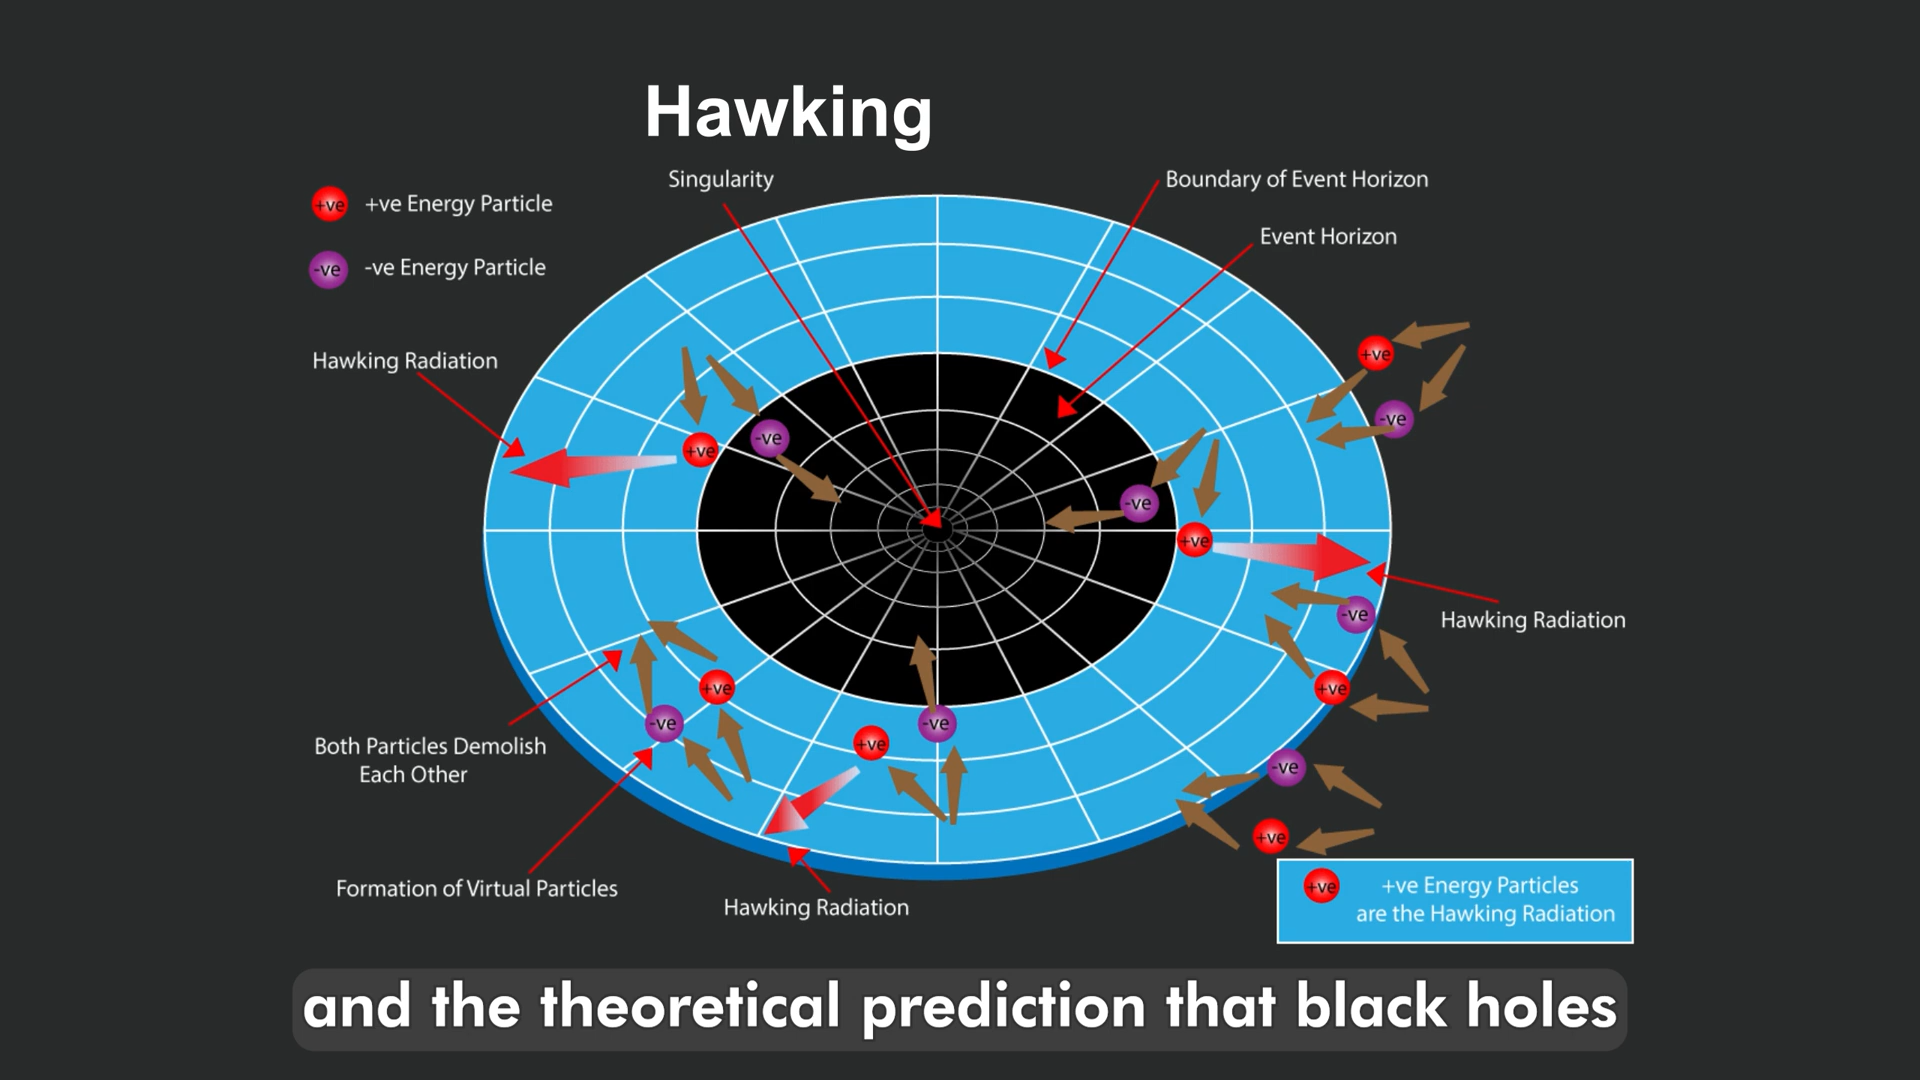 Hawking
Singularity
Boundary of Event Horizon
+ve +ve Energy Particle
Event Horizon
-ve -ve Energy Particle
Hawking Radiation
+ve
-ve
-ve
+ve
-ve
+ve
-ve
Hawking Radiation
+ve
+ve
-ve
-ve
+ve
Both Particles Demolish
Each Other
-ve
+ve
Formation of Virtual Particles
Hawking Radiation
+ve +ve Energy Particles
are the Hawking Radiation
and the theoretical prediction that black holes